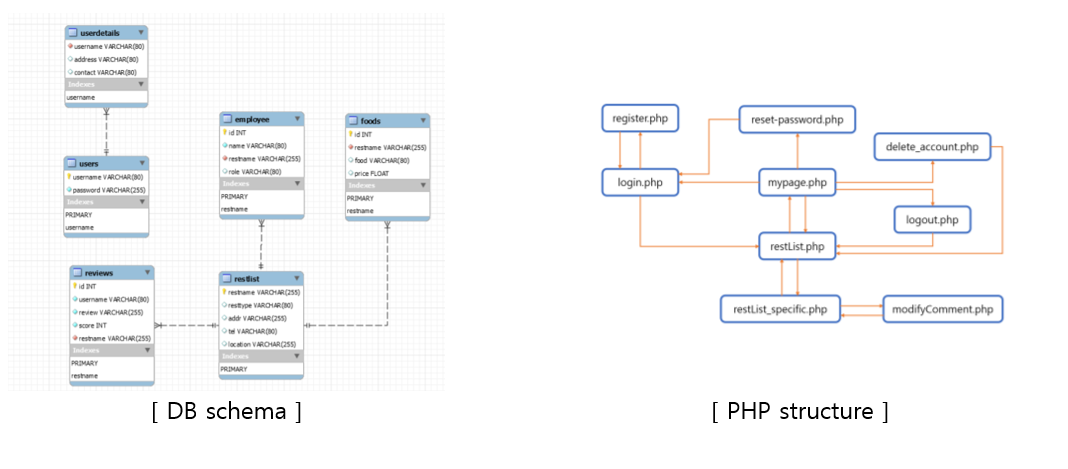 userdetails
username VARCHAR(80)
address VARCHAR(80)
contact VARCHAR(80)
Indexes
username
users
username VARCHAR(80)
password VARCHAR(255)
Indexes
PRIMARY
username
employee
id INT
name VARCHAR(80)
restname VARCHAR(255)
role VARCHAR(80)
Indexes
PRIMARY
restname
foods
id INT
restname VARCHAR(255)
food VARCHAR(80)
price FLOAT
Indexes
PRIMARY
restname
reviews
id INT
username VARCHAR(80)
review VARCHAR(255)
score INT
restname VARCHAR(255)
Indexes
PRIMARY
restname
restlist
restname VARCHAR(255)
resttype VARCHAR(80)
addr VARCHAR(255)
tel VARCHAR(80)
location VARCHAR(255)
Indexes
PRIMARY
[ DB schema ]
register.php
reset-password.php
delete_account.php
login.php
mypage.php
logout.php
restList.php
restList_specific.php
modifyComment.php
[ PHP structure ]